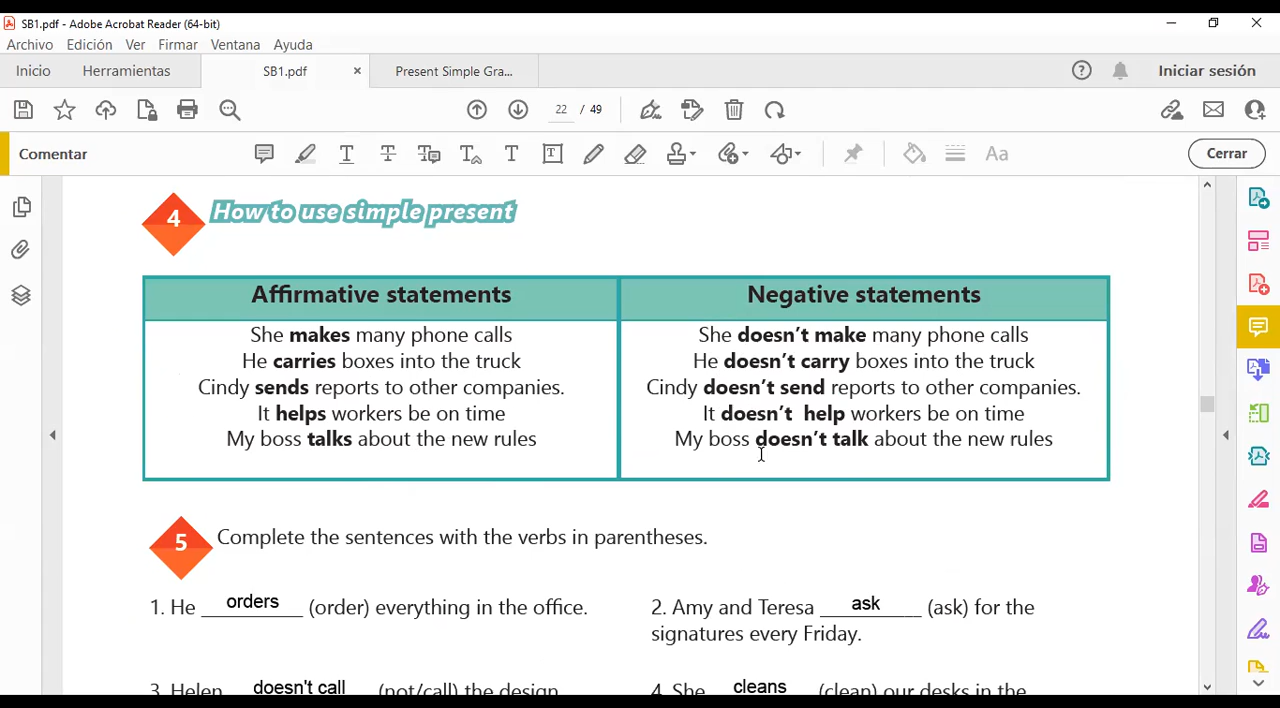 SB1.pdf - Adobe Acrobat Reader (64-bit)
Archivo Edición Ver Firmar Ventana Ayuda
Inicio Herramientas SB1.pdf × Present Simple Gra...
Iniciar sesión
22 / 49
Comentar
Aa
Cerrar
4 How to use simple present
Affirmative statements
She makes many phone calls
He carries boxes into the truck
Cindy sends reports to other companies.
It helps workers be on time
My boss talks about the new rules
Negative statements
She doesn't make many phone calls
He doesn't carry boxes into the truck
Cindy doesn't send reports to other companies.
It doesn't help workers be on time
My boss doesn't talk about the new rules
5 Complete the sentences with the verbs in parentheses.
1. He orders (order) everything in the office.
2. Amy and Teresa ask (ask) for the
signatures every Friday.
3. Helen doesn't call (not/call) the design
4. She cleans (clean) our desks in the